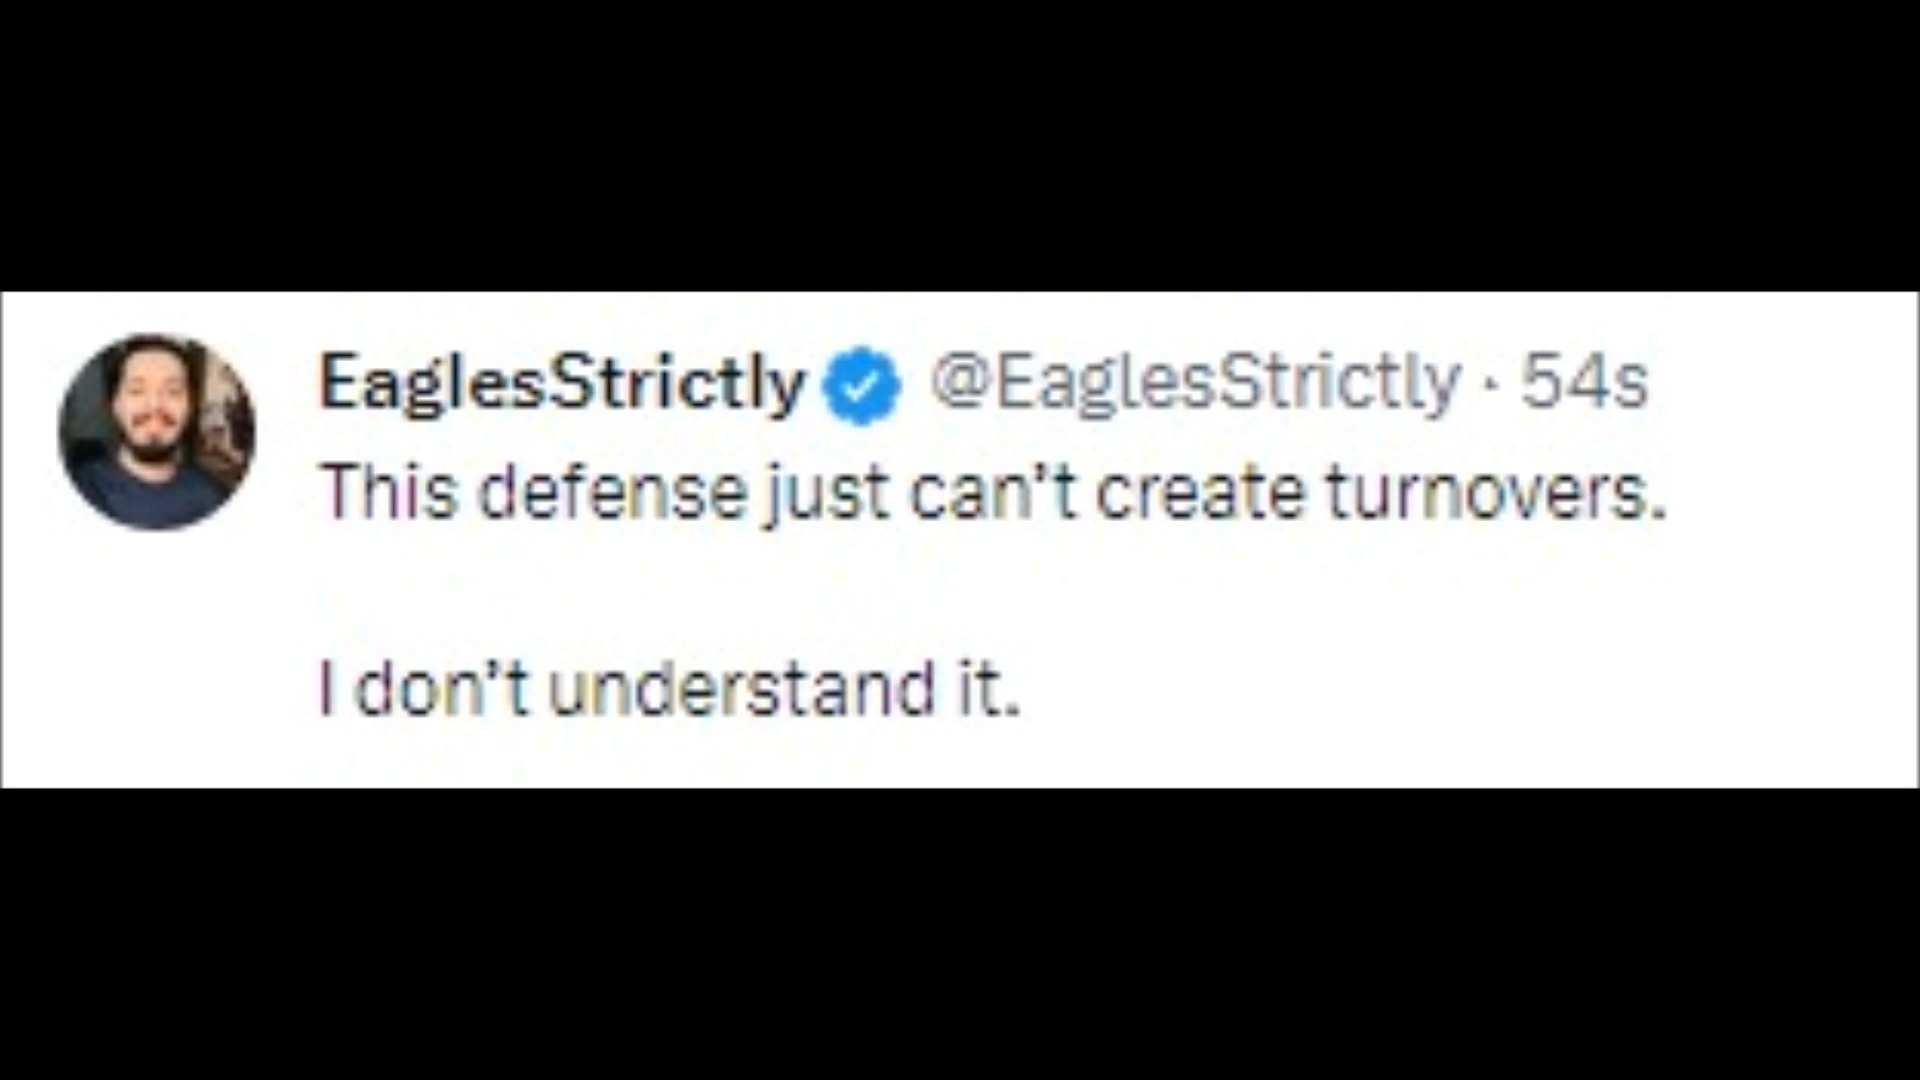 EaglesStrictly @EaglesStrictly · 54s
This defense just can’t create turnovers.
I don’t understand it.